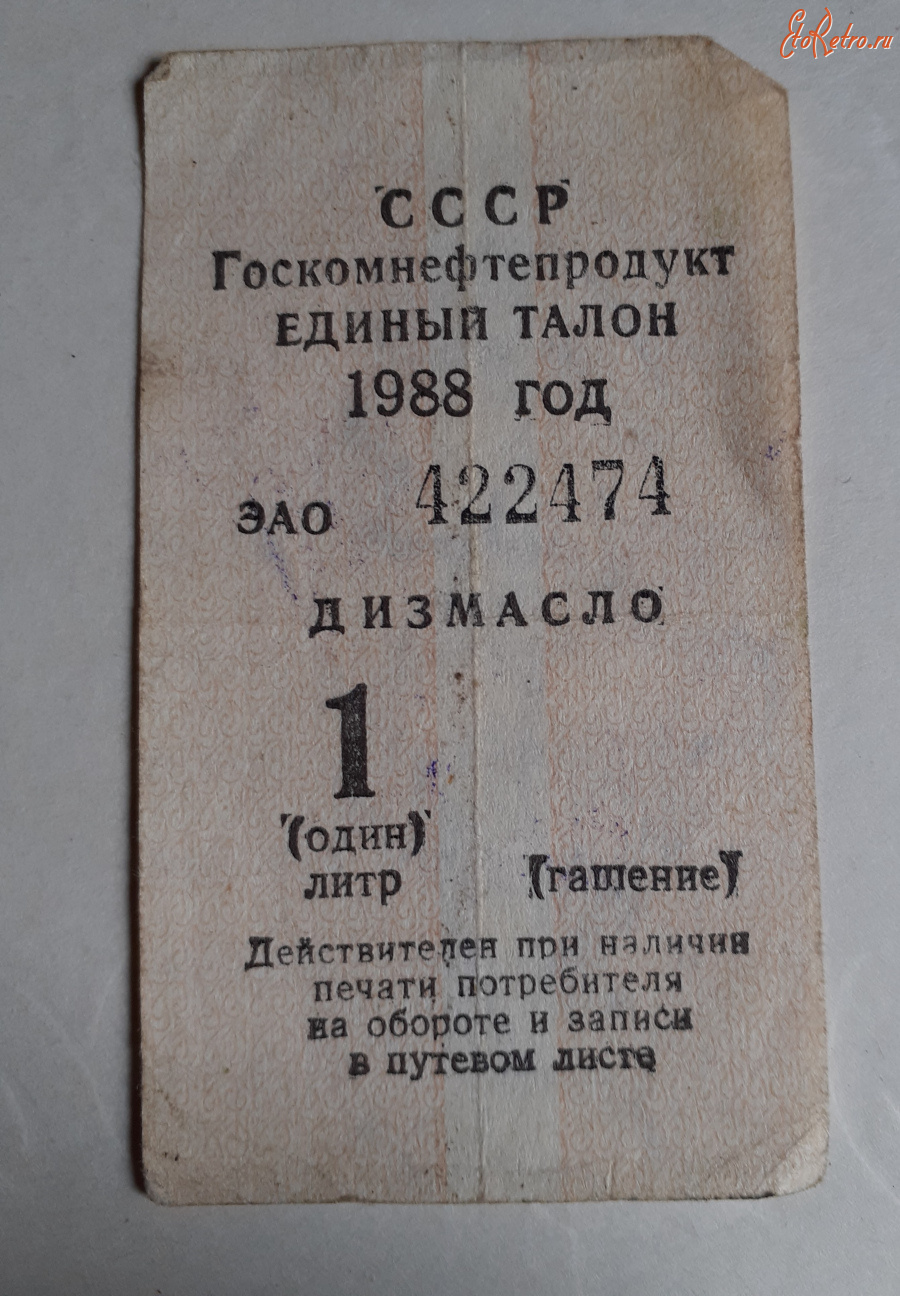 EtoRetro.ru
СССР
Госкомнефтепродукт
ЕДИНЫЙ ТАЛОН
1988 год
ЭАО 422474
ДИЗМАСЛО
1
(один)
литр (гашение)
Действителен при наличии
печати потребителя
на обороте и записи
в путевом листе